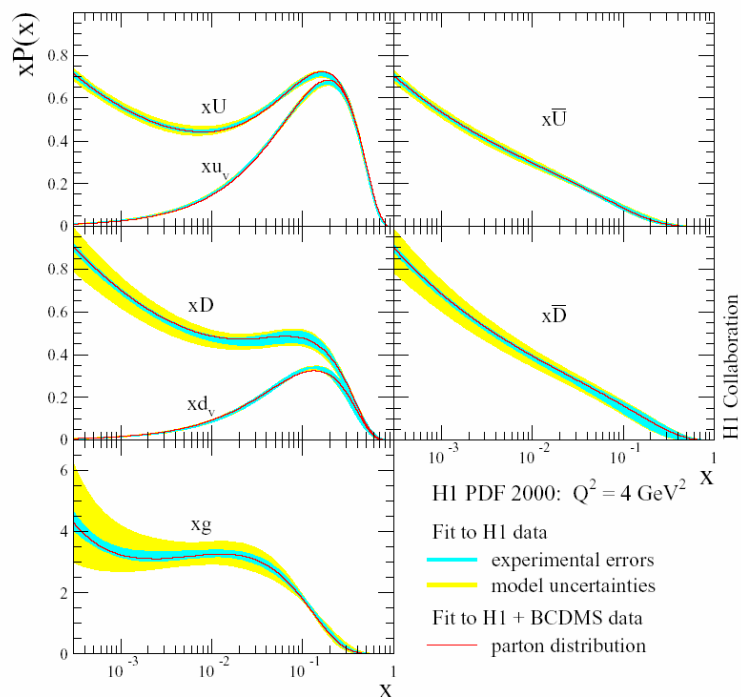 xP(x)
0.8
0.6
0.4
0.2
0
xU
xu_v
xU̅
0.8
0.6
0.4
0.2
0
xD
xd_v
xD̅
10⁻³ 10⁻² 10⁻¹ 1
x
6
4
2
0
xg
10⁻³ 10⁻² 10⁻¹ 1
x
H1 Collaboration
H1 PDF 2000: Q² = 4 GeV²
Fit to H1 data
experimental errors
model uncertainties
Fit to H1 + BCDMS data
parton distribution